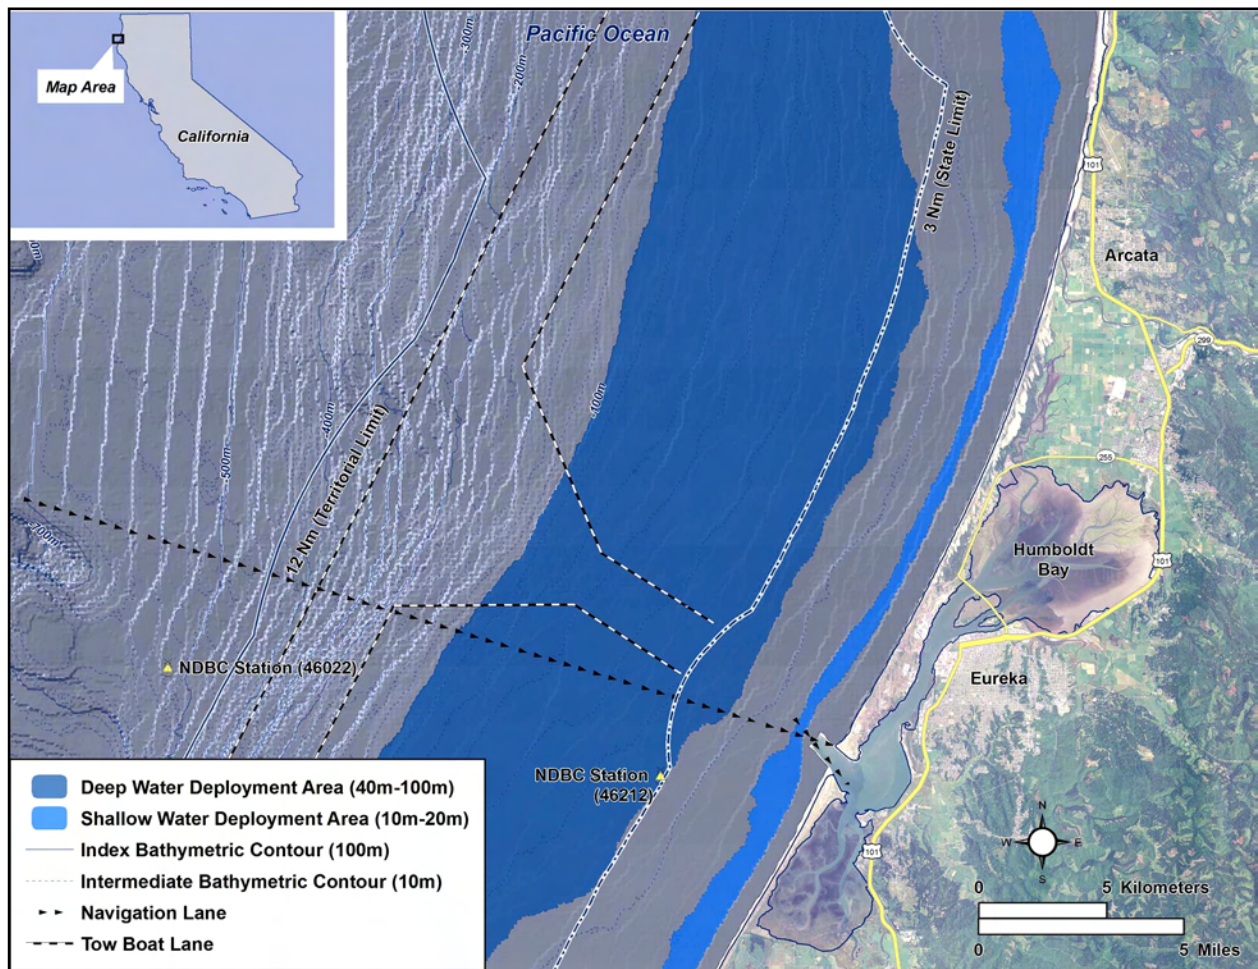 Pacific Ocean
Map Area
California
-300m
-200m
3 Nm (State Limit)
101
Arcata
299
-100m
-400m
12 Nm (Territorial Limit)
-500m
255
Humboldt
Bay
101
-700m
NDBC Station (46022)
Eureka
NDBC Station
(46212)
Deep Water Deployment Area (40m-100m)
Shallow Water Deployment Area (10m-20m)
Index Bathymetric Contour (100m)
Intermediate Bathymetric Contour (10m)
Navigation Lane
Tow Boat Lane
101
N
W
E
S
0
5 Kilometers
0
5 Miles